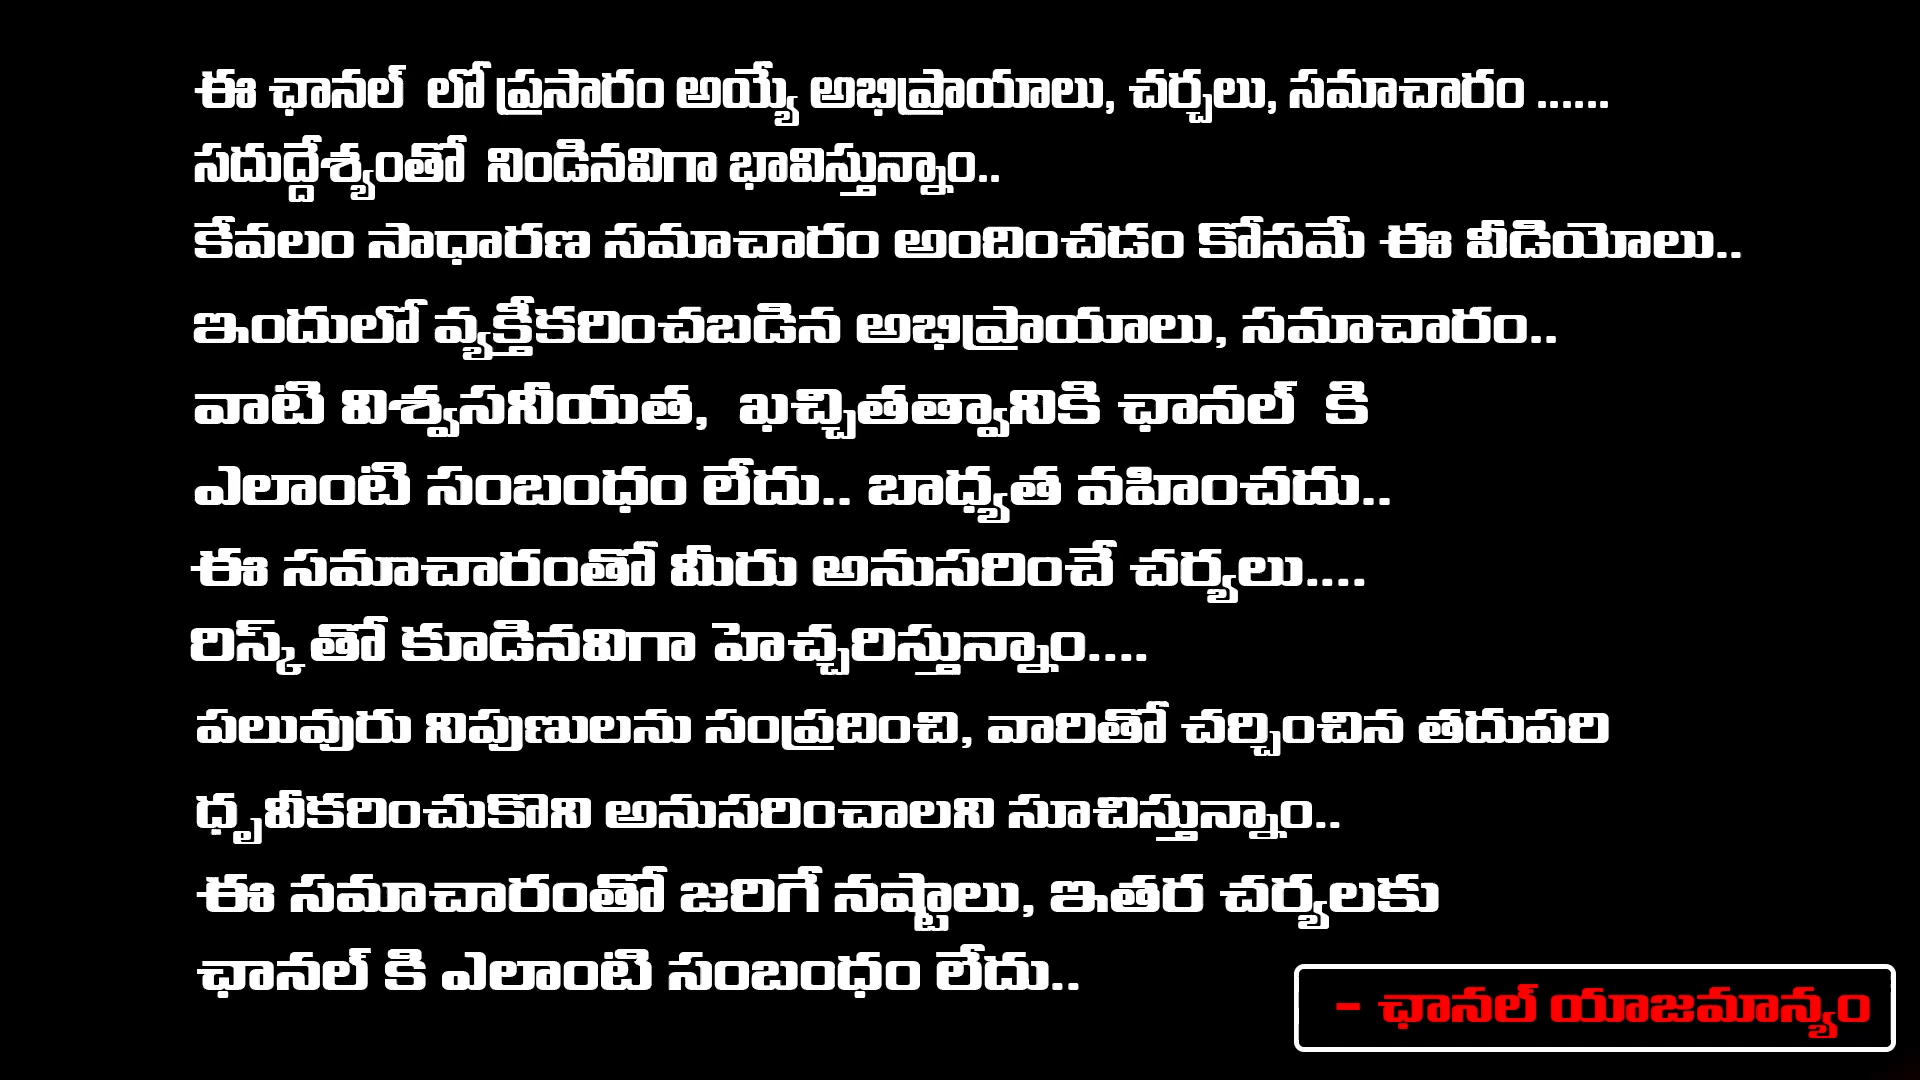 ఈ ఛానల్ లో ప్రసారం అయ్యే అభిప్రాయాలు, చర్చలు, సమాచారం ......
సదుద్దేశ్యంతో నిండినవిగా భావిస్తున్నాం..
కేవలం సాధారణ సమాచారం అందించడం కోసమే ఈ వీడియోలు..
ఇందులో వ్యక్తీకరించబడిన అభిప్రాయాలు, సమాచారం..
వాటి విశ్వసనీయత, ఖచ్చితత్వానికి ఛానల్ కి
ఎలాంటి సంబంధం లేదు.. బాధ్యత వహించదు..
ఈ సమాచారంతో మీరు అనుసరించే చర్యలు....
రిస్క్ తో కూడినవిగా హెచ్చరిస్తున్నాం....
పలువురు నిపుణులను సంప్రదించి, వారితో చర్చించిన తదుపరి
ధృవీకరించుకొని అనుసరించాలని సూచిస్తున్నాం..
ఈ సమాచారంతో జరిగే నష్టాలు, ఇతర చర్యలకు
ఛానల్ కి ఎలాంటి సంబంధం లేదు..
- ఛానల్ యాజమాన్యం